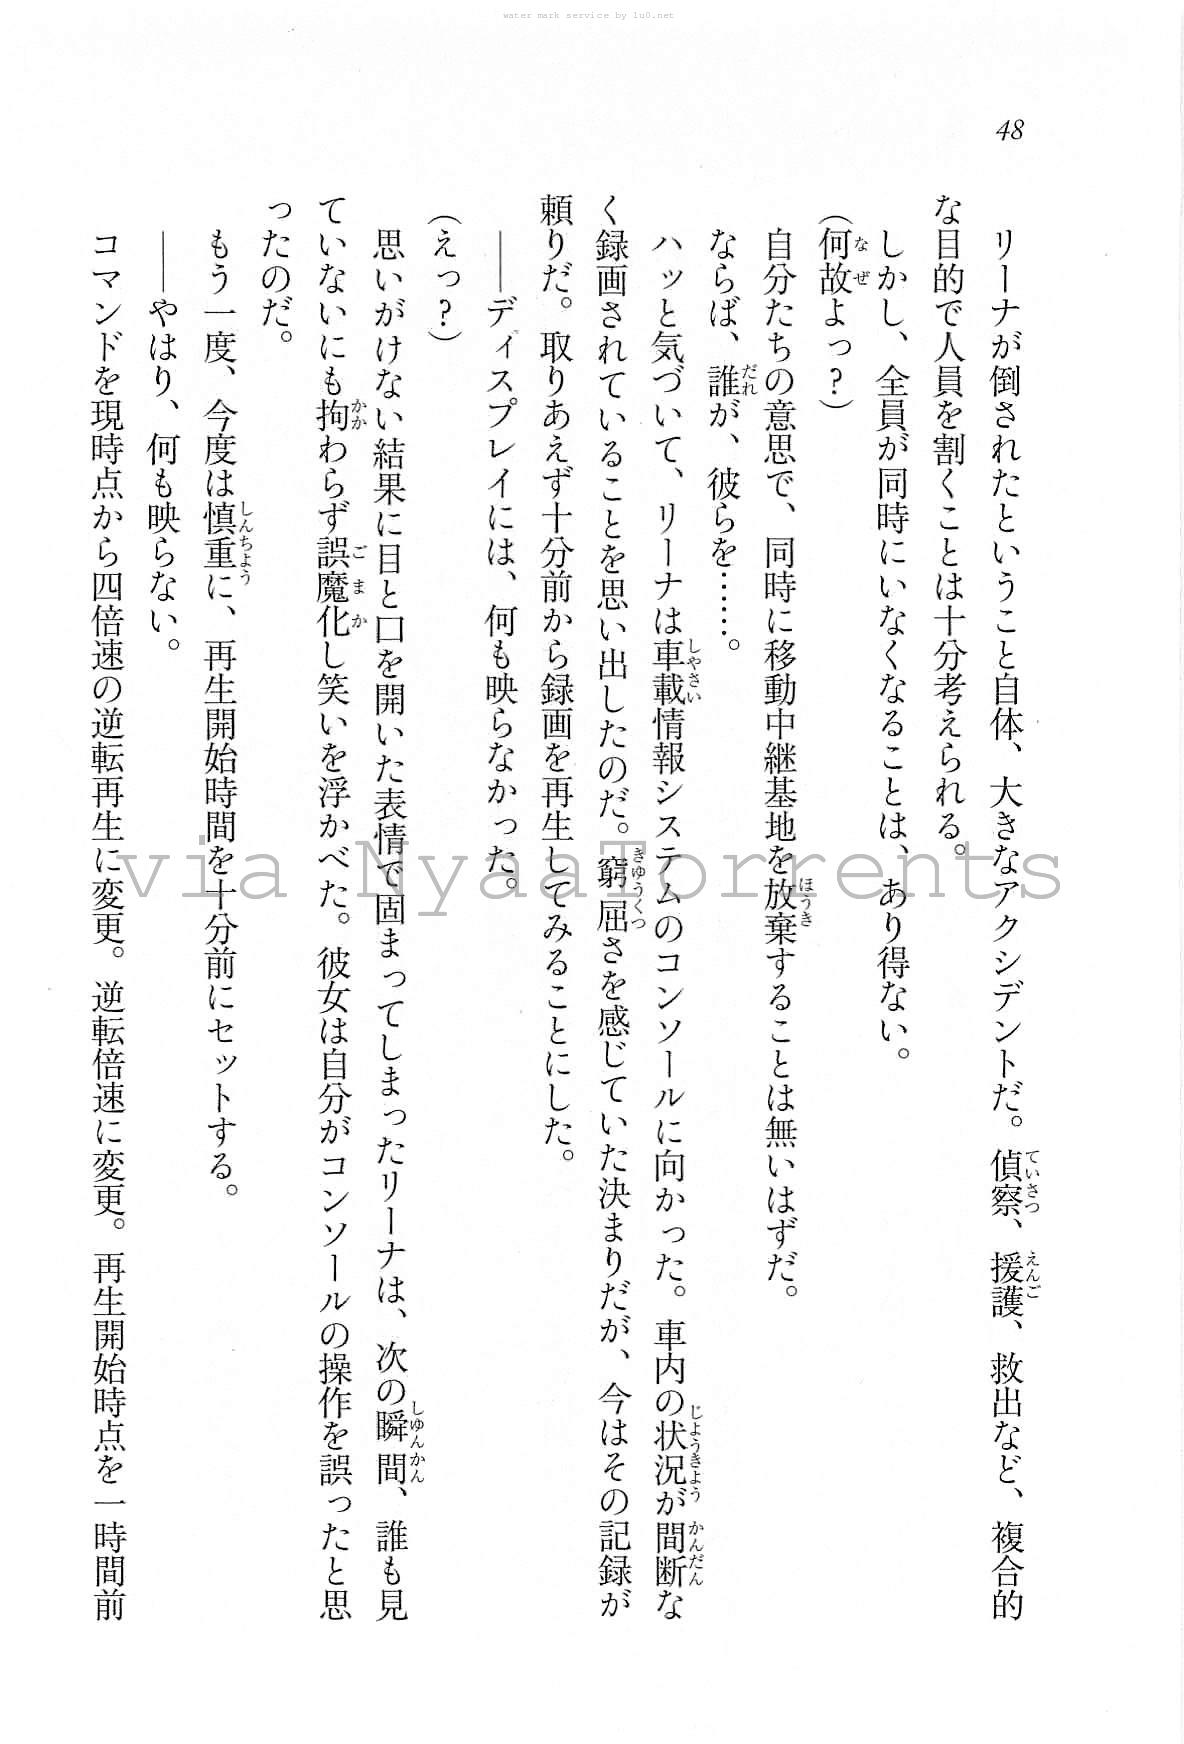 water mark service by lu0.net
48
リーナが倒されたということ自体、大きなアクシデントだ。偵察、援護、救出など、複合的
な目的で人員を割くことは十分考えられる。
しかし、全員が同時にいなくなることは、あり得ない。
（何故よっ？）
自分たちの意思で、同時に移動中継基地を放棄することは無いはずだ。
ならば、誰が、彼らを……。
ハッと気づいて、リーナは車載情報システムのコンソールに向かった。車内の状況が間断な
く録画されていることを思い出したのだ。窮屈さを感じていた決まりだが、今はその記録が
頼りだ。取りあえず十分前から録画を再生してみることにした。
――ディスプレイには、何も映らなかった。
（えっ？）
思いがけない結果に目と口を開いた表情で固まってしまったリーナは、次の瞬間、誰も見
ていないにも拘わらず誤魔化し笑いを浮かべた。彼女は自分がコンソールの操作を誤ったと思
ったのだ。
もう一度、今度は慎重に、再生開始時間を十分前にセットする。
――やはり、何も映らない。
コマンドを現時点から四倍速の逆転再生に変更。逆転倍速に変更。再生開始時点を一時間前
via NyaaTorrents